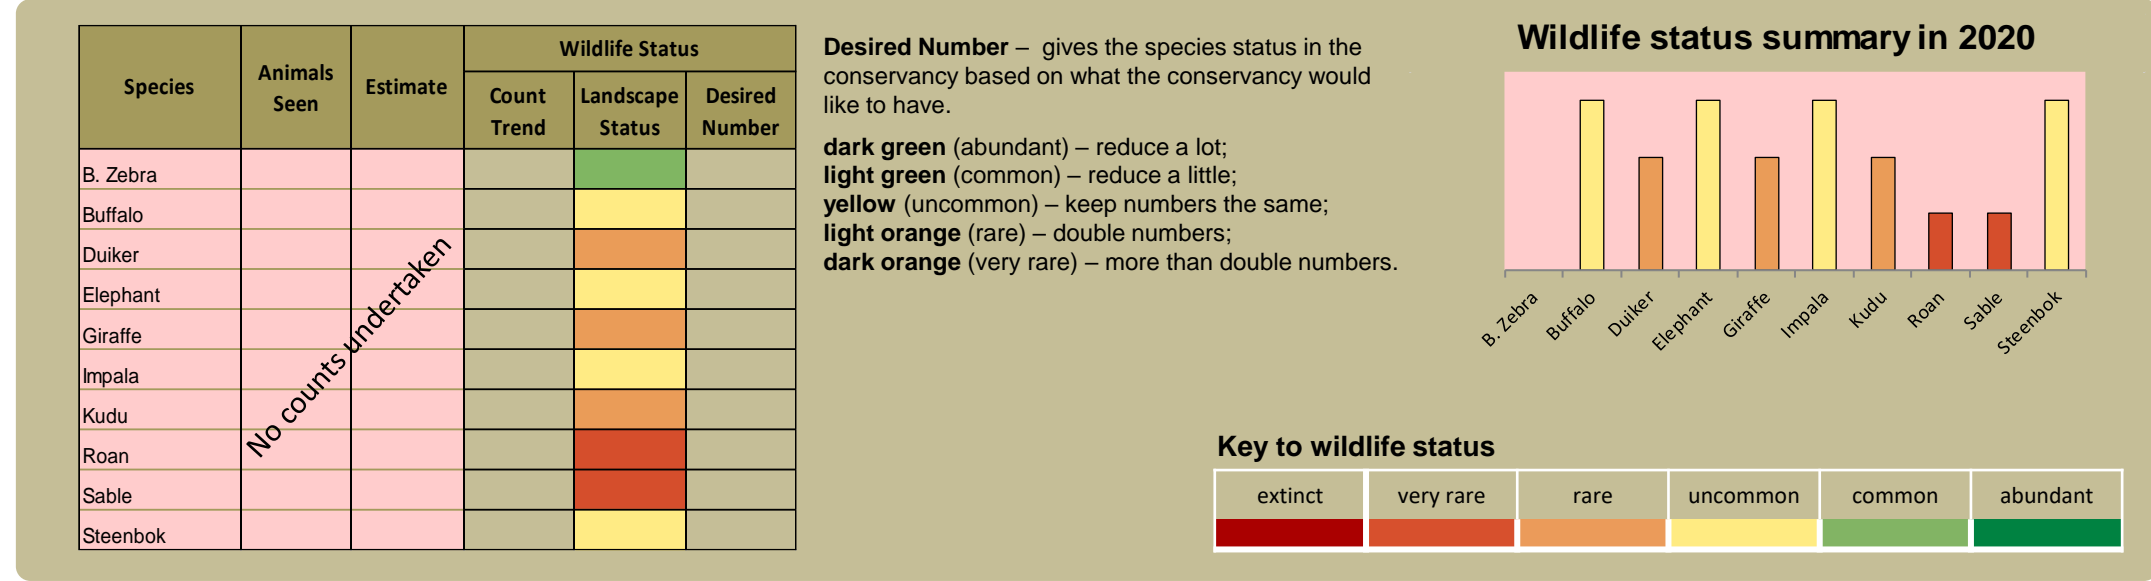 Species
Animals
Seen
Estimate
Wildlife Status
Count
Trend
Landscape
Status
Desired
Number
B. Zebra
Buffalo
Duiker
Elephant
Giraffe
Impala
Kudu
Roan
Sable
Steenbok
No counts undertaken
Desired Number – gives the species status in the
conservancy based on what the conservancy would
like to have.
dark green (abundant) – reduce a lot;
light green (common) – reduce a little;
yellow (uncommon) – keep numbers the same;
light orange (rare) – double numbers;
dark orange (very rare) – more than double numbers.
Wildlife status summary in 2020
B. Zebra
Buffalo
Duiker
Elephant
Giraffe
Impala
Kudu
Roan
Sable
Steenbok
Key to wildlife status
extinct very rare rare uncommon common abundant